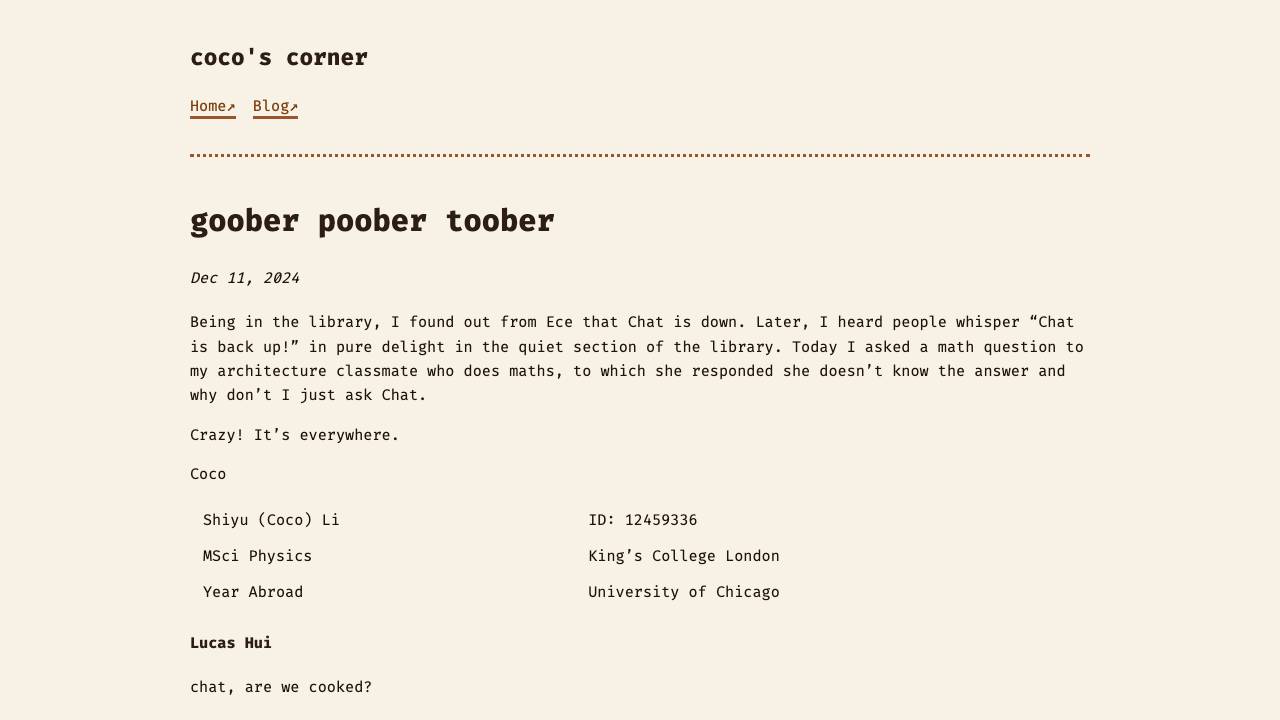 coco's corner
Home↗ Blog↗
goober poober toober
Dec 11, 2024
Being in the library, I found out from Ece that Chat is down. Later, I heard people whisper “Chat
is back up!” in pure delight in the quiet section of the library. Today I asked a math question to
my architecture classmate who does maths, to which she responded she doesn’t know the answer and
why don’t I just ask Chat.
Crazy! It’s everywhere.
Coco
Shiyu (Coco) Li ID: 12459336
MSci Physics King’s College London
Year Abroad University of Chicago
Lucas Hui
chat, are we cooked?